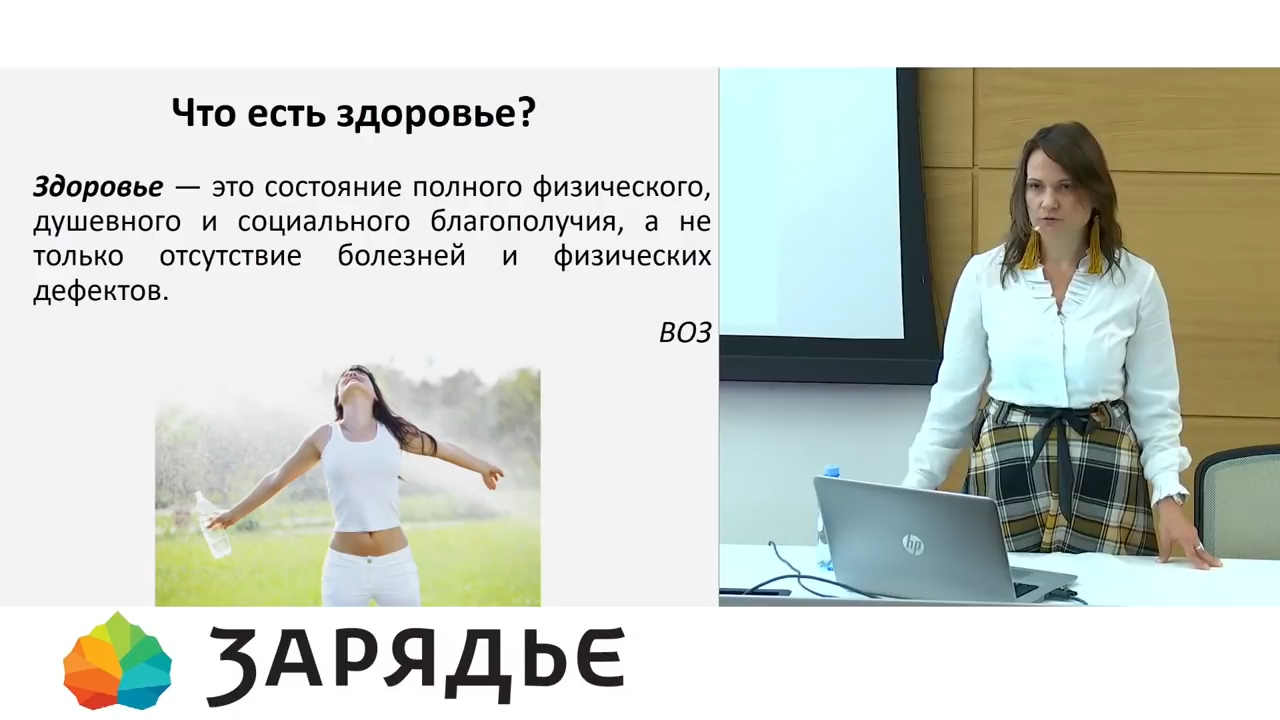 Что есть здоровье?
Здоровье — это состояние полного физического,
душевного и социального благополучия, а не
только отсутствие болезней и физических
дефектов.
ВОЗ
hp
ЗАРЯДЬЕ